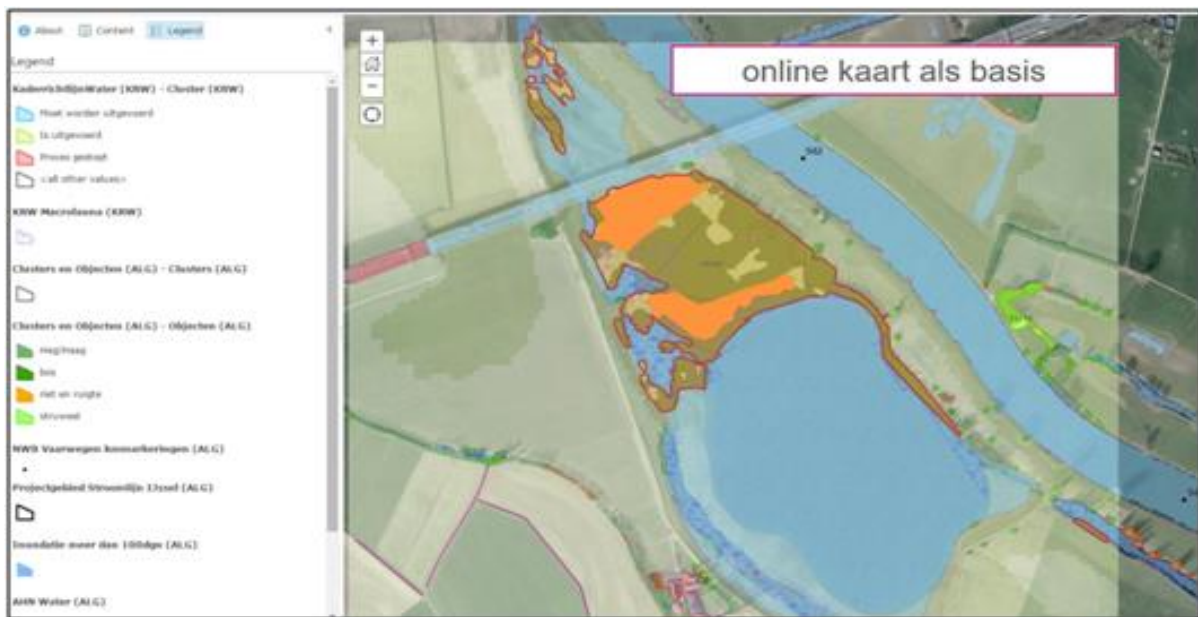 About Content Legend
Legend
KaderrichtlijnWater (KRW) - Cluster (KRW)
Moet worden uitgevoerd
Is uitgevoerd
Proces gestopt
<all other values>
KRW Macrofauna (KRW)
Clusters en Objecten (ALG) - Clusters (ALG)
Clusters en Objecten (ALG) - Objecten (ALG)
Heg/Haag
bos
riet en ruigte
struweel
NWB Vaarwegen kmmarkeringen (ALG)
Projectgebied Stroomlijn IJssel (ALG)
Inundatie meer dan 100dgn (ALG)
AHN Water (ALG)
online kaart als basis